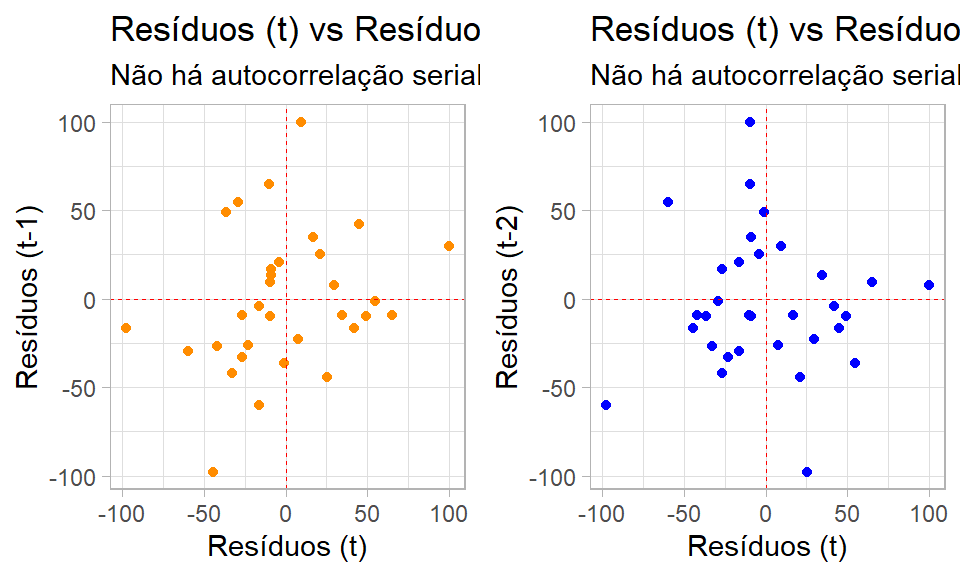 Resíduos (t) vs Resíduo
Não há autocorrelação serial
100
50
0
-50
-100
Resíduos (t-1)
-100
-50
0
50
100
Resíduos (t)
Resíduos (t) vs Resíduo
Não há autocorrelação serial
100
50
0
-50
-100
Resíduos (t-2)
-100
-50
0
50
100
Resíduos (t)